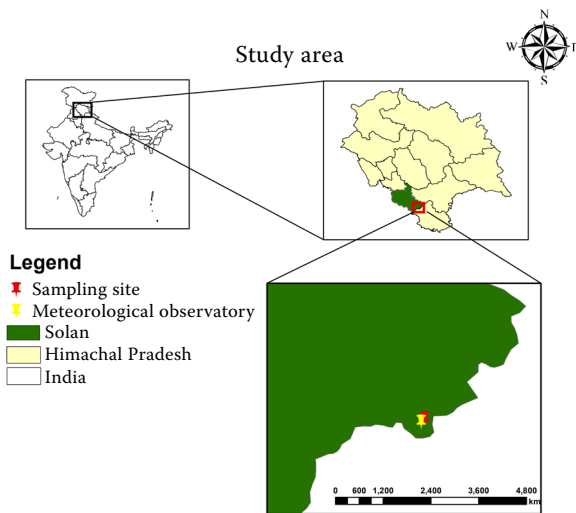 Study area
N
W
E
S
Legend
Sampling site
Meteorological observatory
Solan
Himachal Pradesh
India
0 600 1,200 2,400 3,600 4,800
km